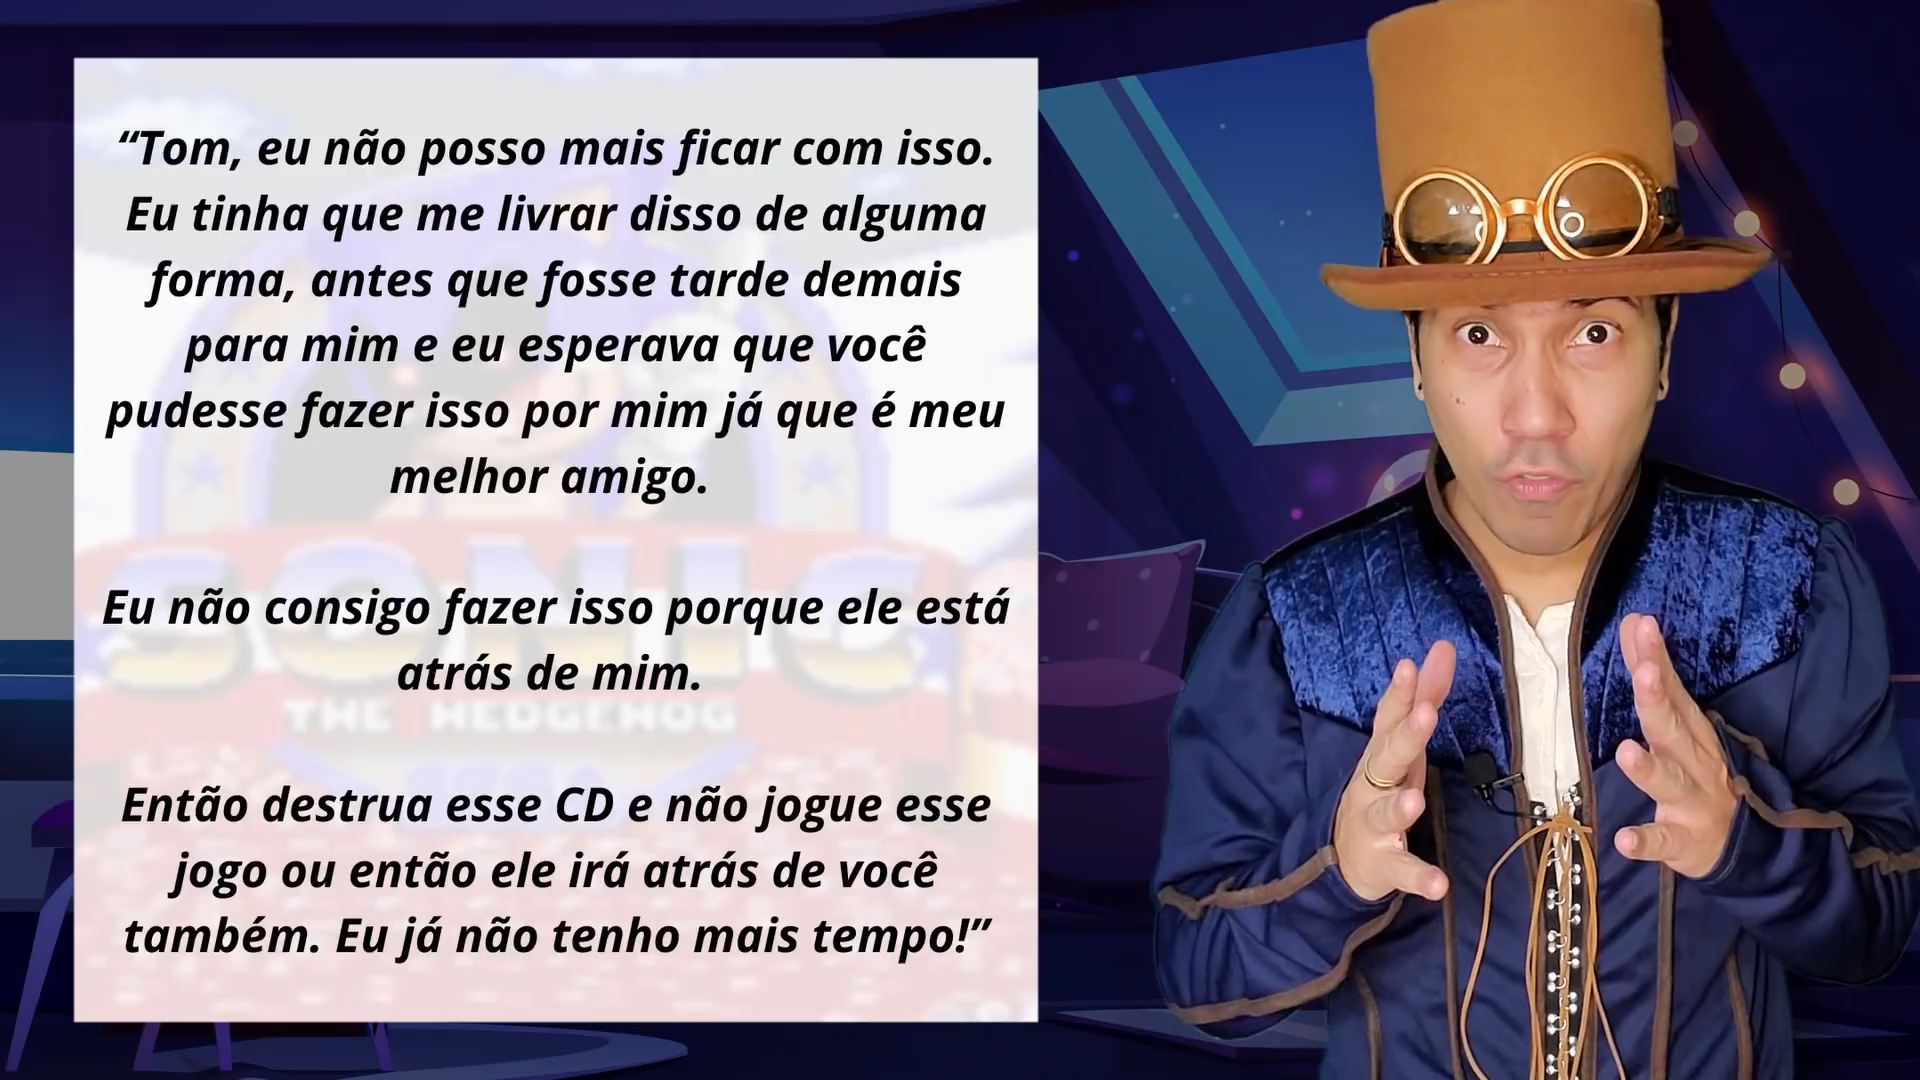 “Tom, eu não posso mais ficar com isso.
Eu tinha que me livrar disso de alguma
forma, antes que fosse tarde demais
para mim e eu esperava que você
pudesse fazer isso por mim já que é meu
melhor amigo.
Eu não consigo fazer isso porque ele está
atrás de mim.
Então destrua esse CD e não jogue esse
jogo ou então ele irá atrás de você
também. Eu já não tenho mais tempo!”
SONIC
THE HEDGEHOG